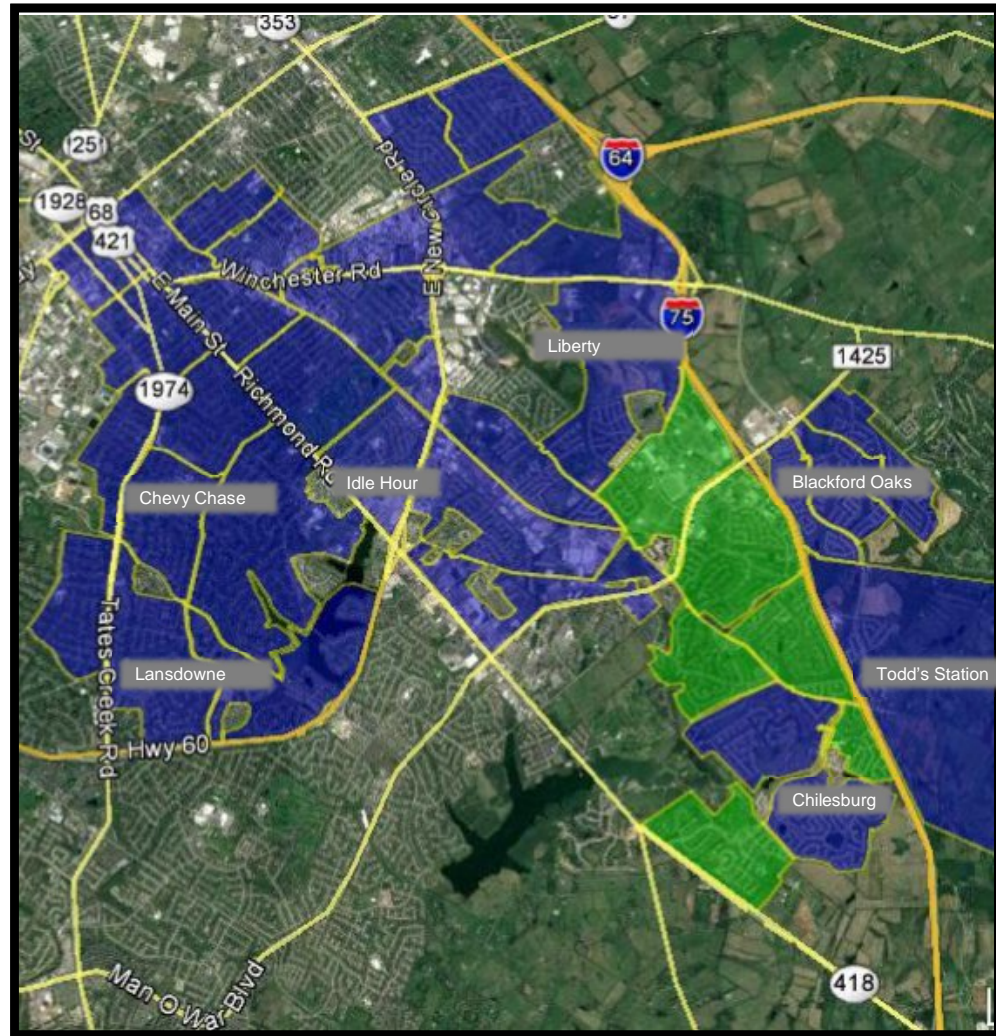 353
251
St
1928
68
421
E New Circle Rd
64
Winchester Rd
E Main St
75
Liberty
1425
1974
Richmond Rd
Idle Hour
Blackford Oaks
Chevy Chase
Tates Creek Rd
Lansdowne
Todd's Station
Hwy 60
Chilesburg
418
Man O War Blvd